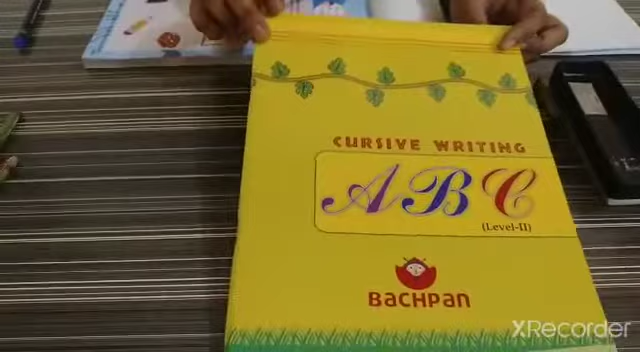 CURSIVE WRITING
ABC
(Level-II)
BACHPAN
XRecorder